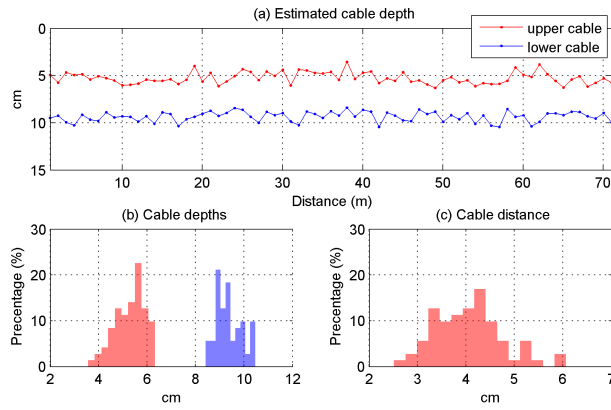 (a) Estimated cable depth
upper cable
lower cable
0
5
10
15
cm
10
20
30
40
50
60
70
Distance (m)
(b) Cable depths
30
20
10
0
Precentage (%)
2
4
6
8
10
12
cm
(c) Cable distance
30
20
10
0
Precentage (%)
2
3
4
5
6
7
cm